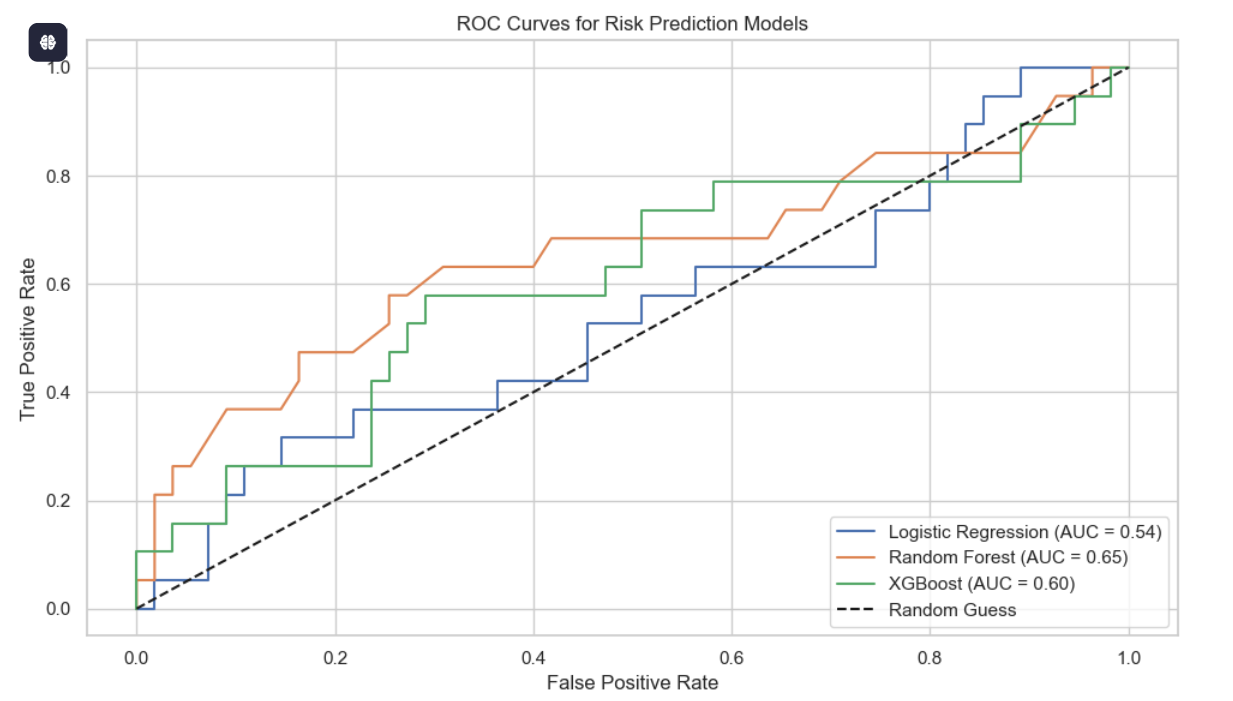 ROC Curves for Risk Prediction Models
True Positive Rate
1.0
0.8
0.6
0.4
0.2
0.0
Logistic Regression (AUC = 0.54)
Random Forest (AUC = 0.65)
XGBoost (AUC = 0.60)
Random Guess
0.0 0.2 0.4 0.6 0.8 1.0
False Positive Rate